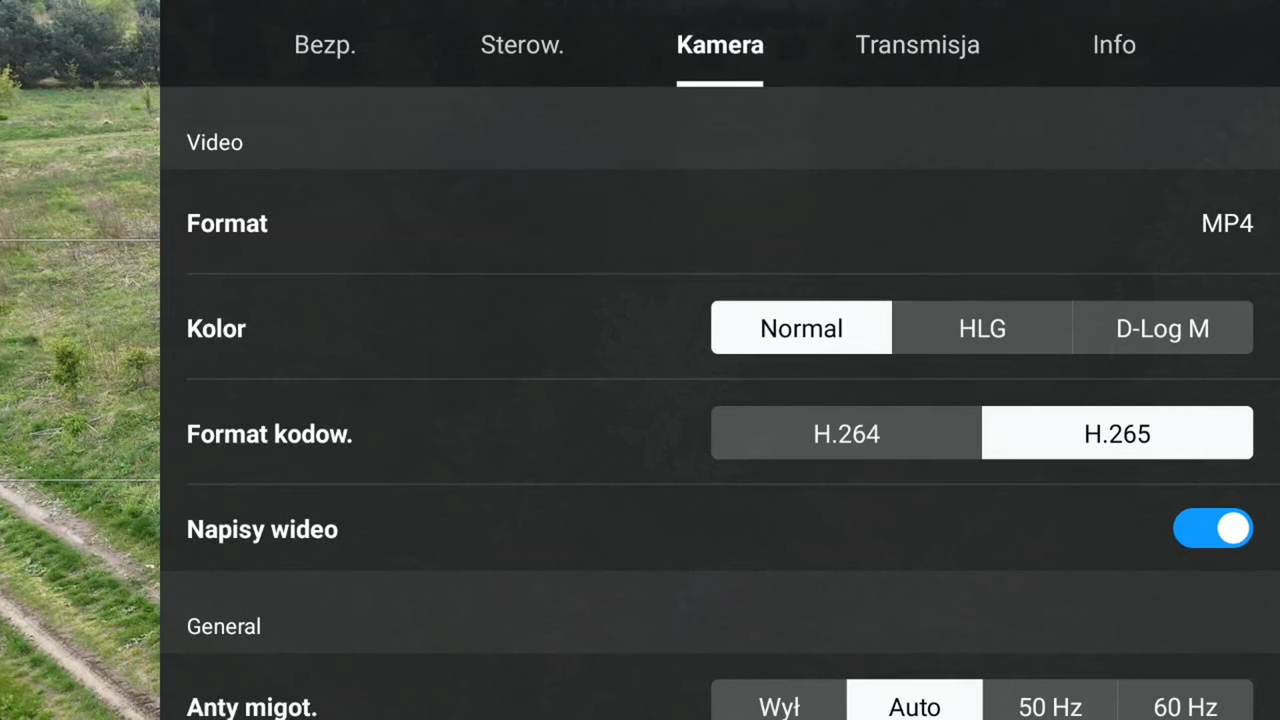 Bezp. Sterow. Kamera Transmisja Info
Video
Format MP4
Kolor Normal HLG D-Log M
Format kodow. H.264 H.265
Napisy wideo
General
Anty migot. Wył Auto 50 Hz 60 Hz